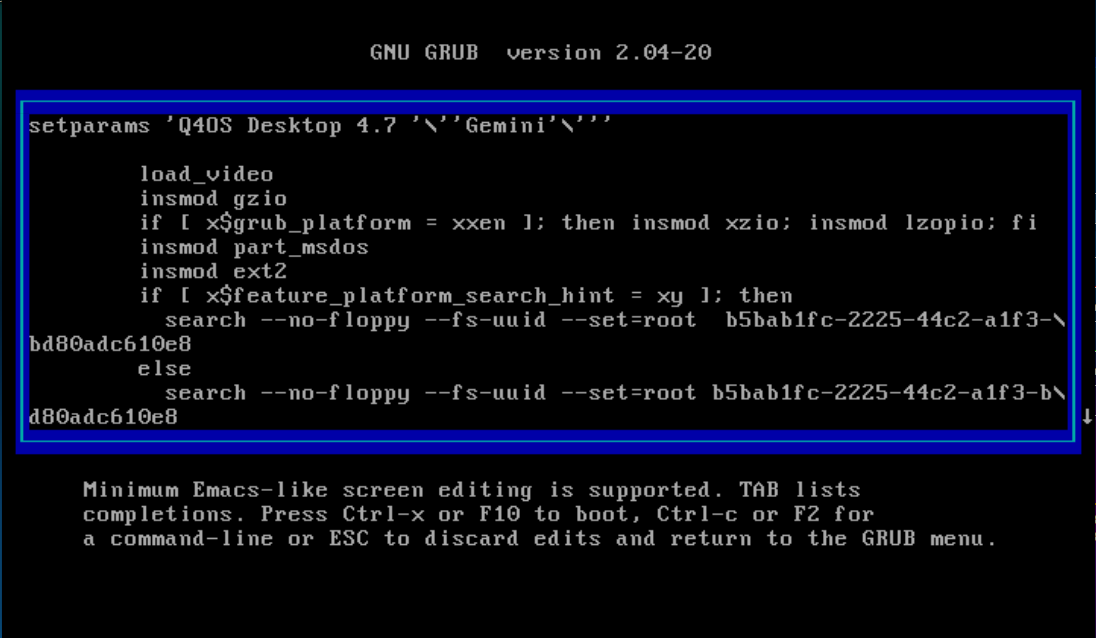 GNU GRUB  version 2.04-20
setparams 'Q4OS Desktop 4.7 '\''Gemini'\'''
load_video
insmod gzio
if [ x$grub_platform = xxen ]; then insmod xzio; insmod lzopio; fi
insmod part_msdos
insmod ext2
if [ x$feature_platform_search_hint = xy ]; then
search --no-floppy --fs-uuid --set=root  b5bab1fc-2225-44c2-a1f3-\
bd80adc610e8
else
search --no-floppy --fs-uuid --set=root b5bab1fc-2225-44c2-a1f3-b\
d80adc610e8
Minimum Emacs-like screen editing is supported. TAB lists
completions. Press Ctrl-x or F10 to boot, Ctrl-c or F2 for
a command-line or ESC to discard edits and return to the GRUB menu.